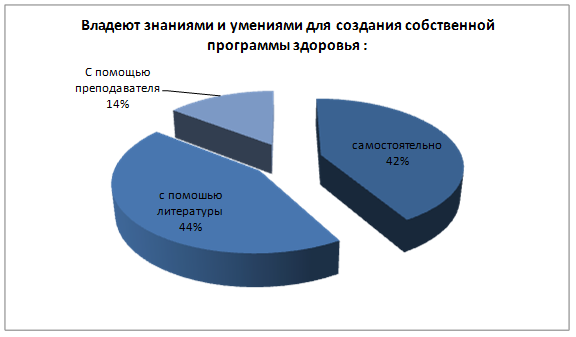 Владеют знаниями и умениями для создания собственной
программы здоровья :
С помощью
преподавателя
14%
самостоятельно
42%
с помошью
литературы
44%